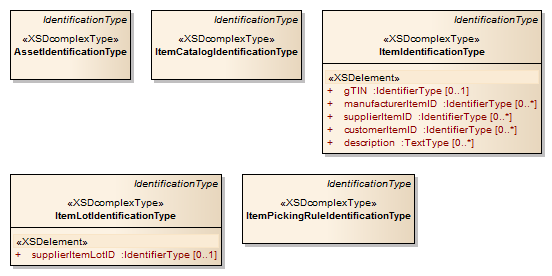 IdentificationType
«XSDcomplexType»
AssetIdentificationType
IdentificationType
«XSDcomplexType»
ItemCatalogIdentificationType
IdentificationType
«XSDcomplexType»
ItemIdentificationType
«XSDelement»
+ gTIN :IdentifierType [0..1]
+ manufacturerItemID :IdentifierType [0..*]
+ supplierItemID :IdentifierType [0..*]
+ customerItemID :IdentifierType [0..*]
+ description :TextType [0..*]
IdentificationType
«XSDcomplexType»
ItemLotIdentificationType
«XSDelement»
+ supplierItemLotID :IdentifierType [0..1]
IdentificationType
«XSDcomplexType»
ItemPickingRuleIdentificationType